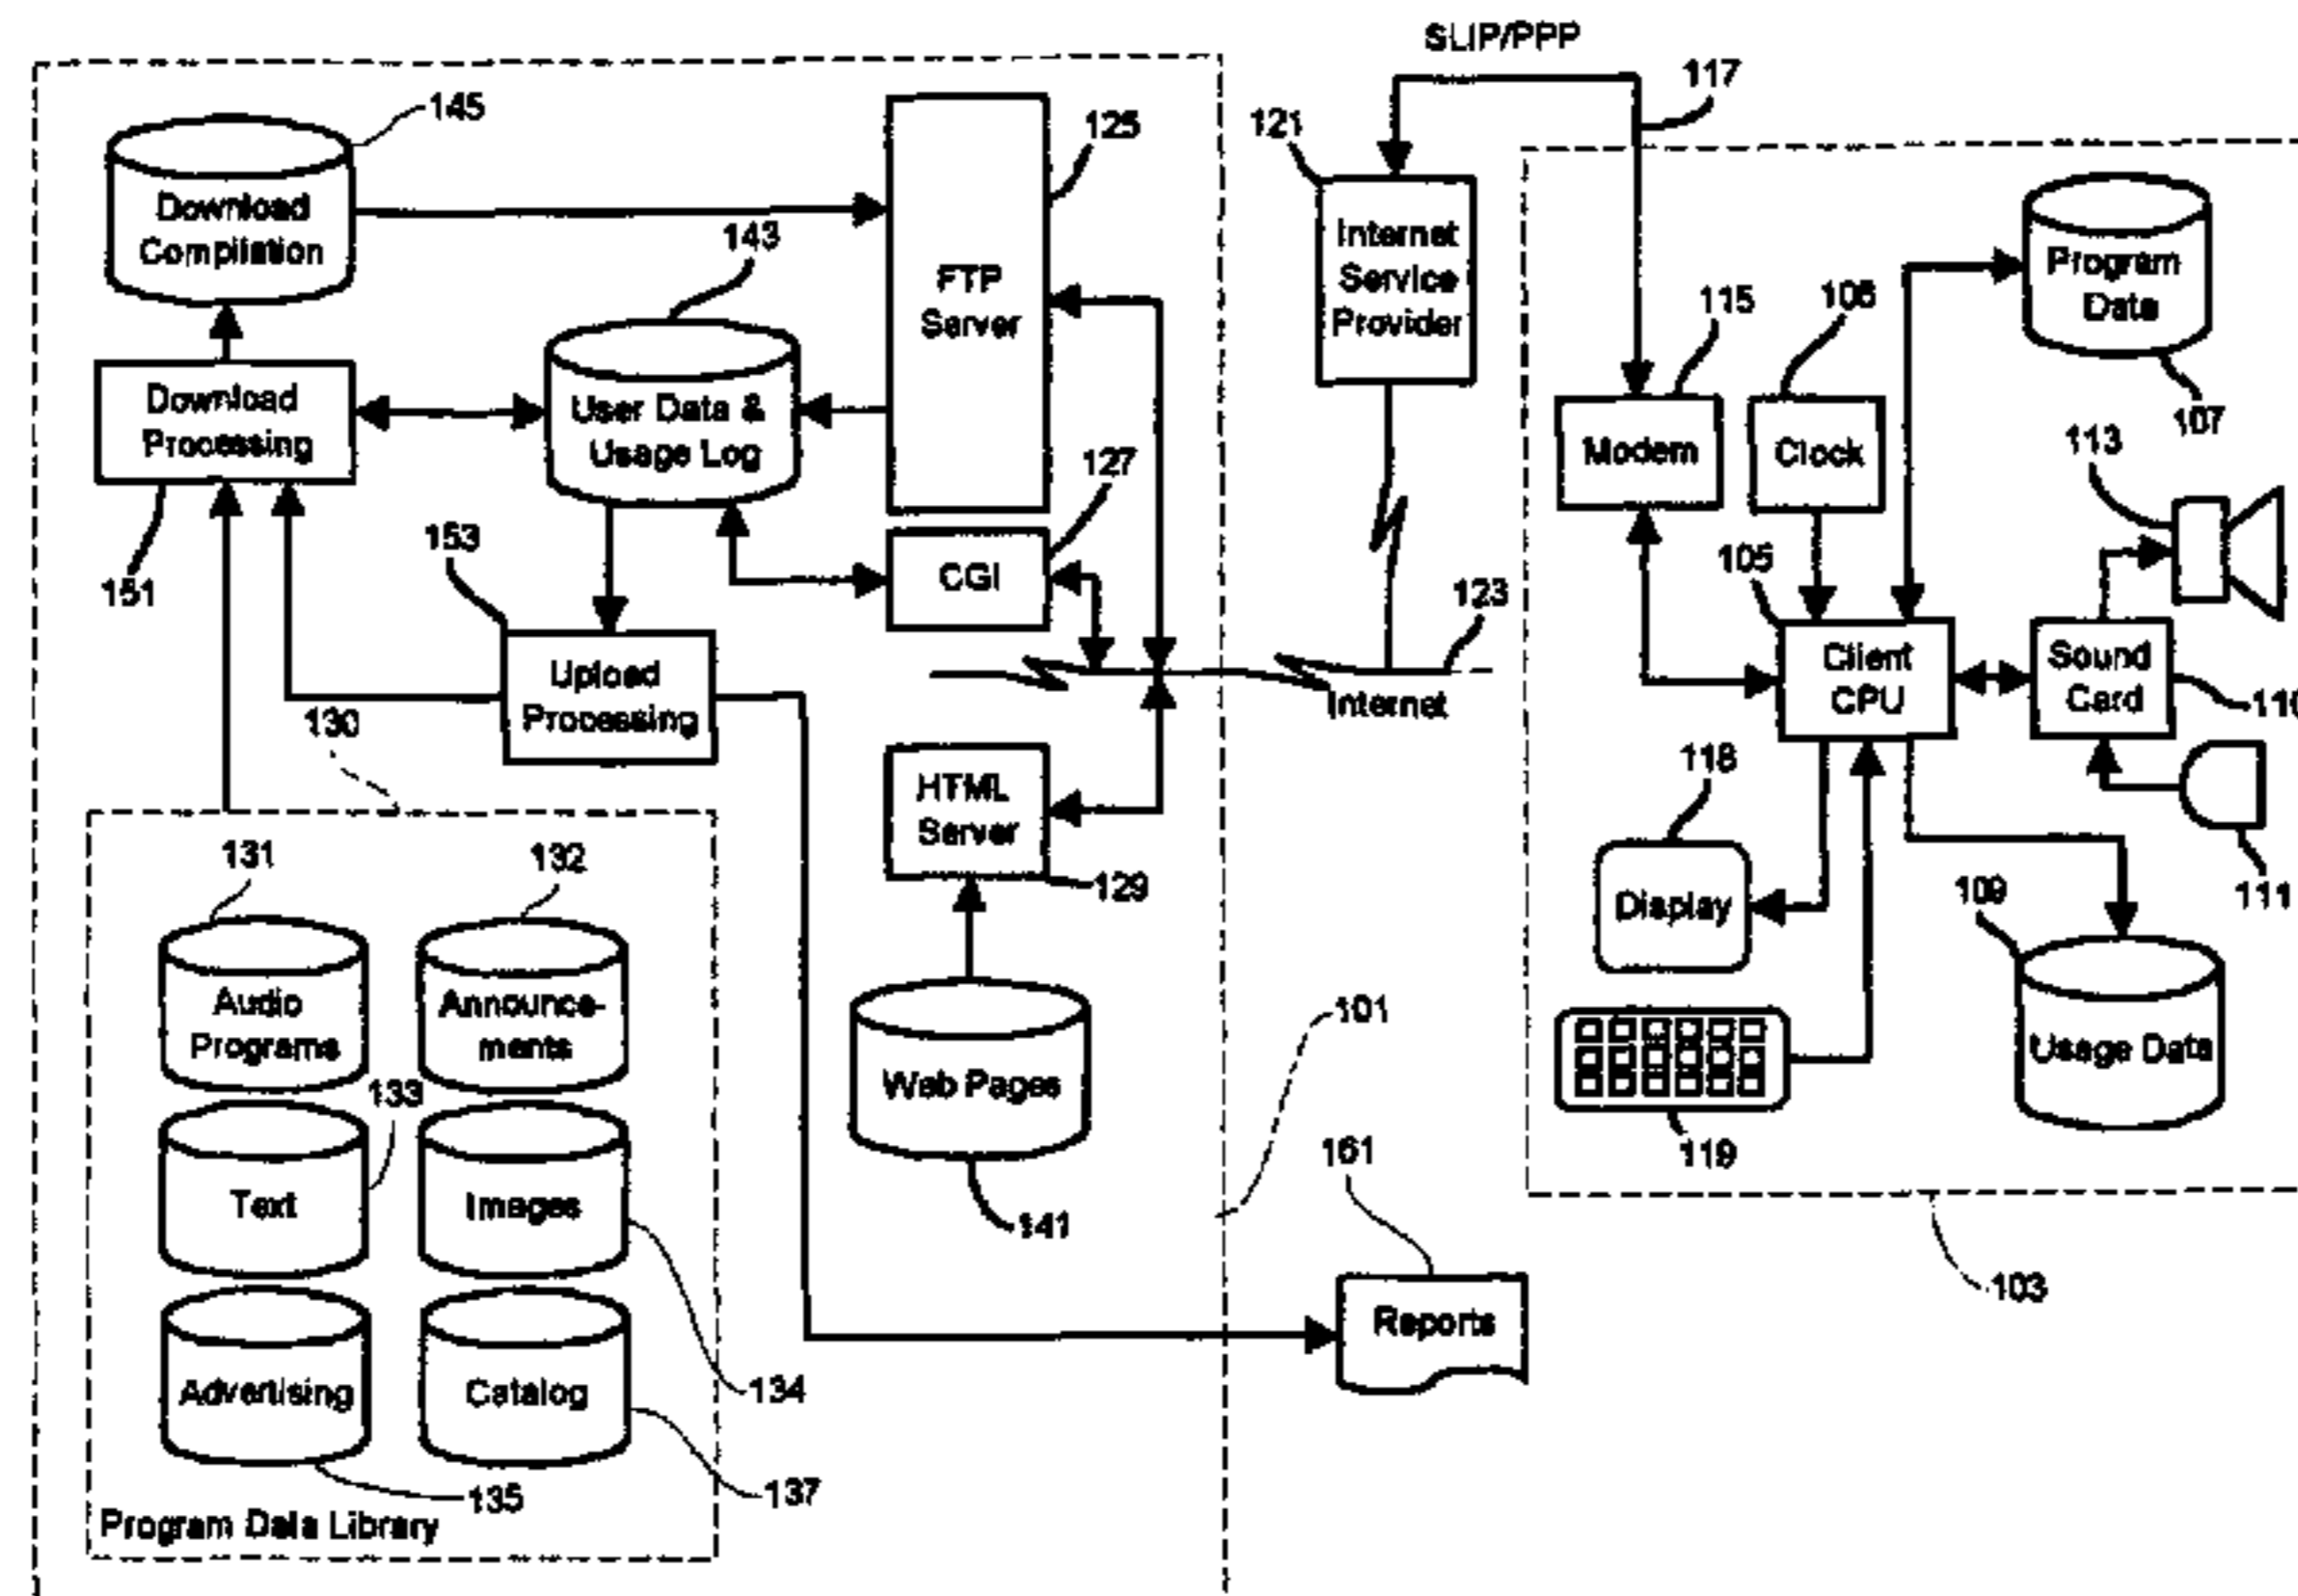 SLIP/PPP
117
145
125
121
Download
Compilation
143
FTP
Server
Internet
Service
Provider
115
106
Program
Data
107
Download
Processing
User Data &
Usage Log
127
Modem
Clock
113
151
153
CGI
123
105
Client
CPU
Sound
Card
110
Upload
Processing
130
Internet
HTML
Server
129
118
Display
111
109
131
132
Audio
Programs
Announce-
ments
Web Pages
101
Usage Data
133
Text
Images
141
161
119
103
Reports
Advertising
Catalog
134
135
137
Program Data Library